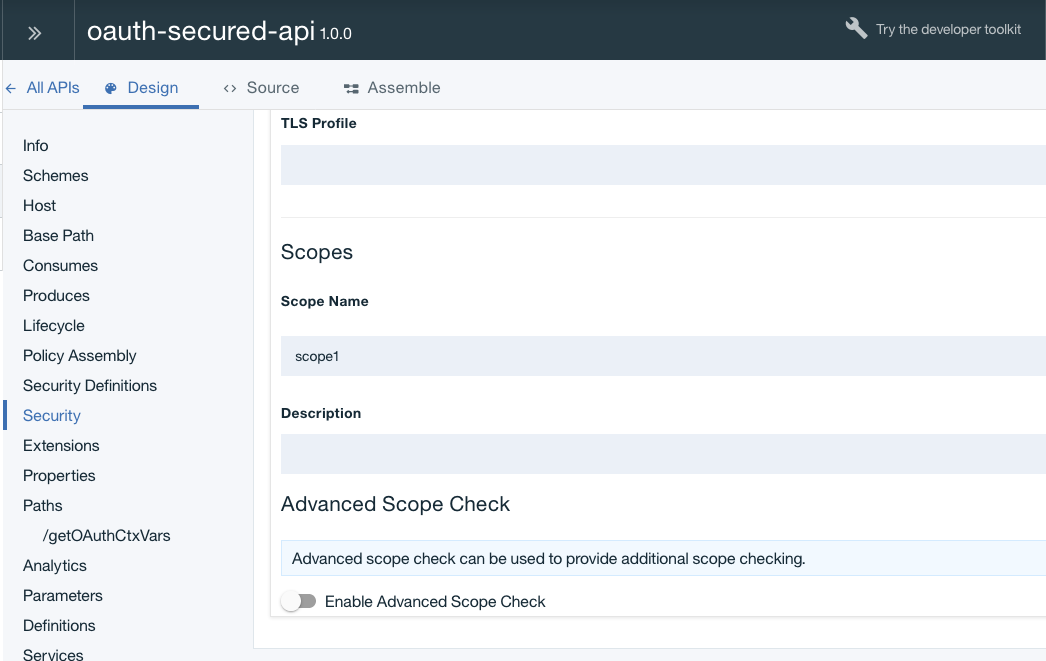 oauth-secured-api 1.0.0
Try the developer toolkit
All APIs
Design
Source
Assemble
Info
Schemes
Host
Base Path
Consumes
Produces
Lifecycle
Policy Assembly
Security Definitions
Security
Extensions
Properties
Paths
/getOAuthCtxVars
Analytics
Parameters
Definitions
Services
TLS Profile
Scopes
Scope Name
scope1
Description
Advanced Scope Check
Advanced scope check can be used to provide additional scope checking.
Enable Advanced Scope Check